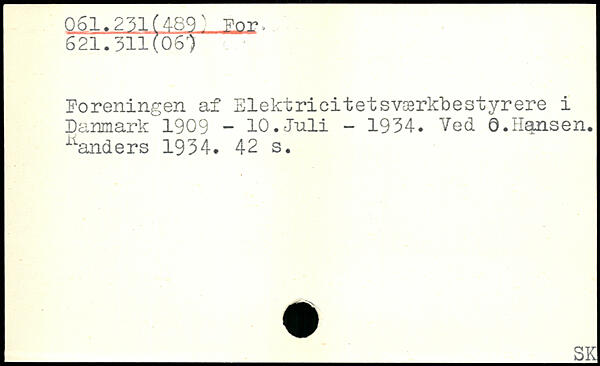 061.231(489) For.
621.311(06)
Foreningen af Elektricitetsværkbestyrere i
Danmark 1909 - 10.Juli - 1934. Ved O.Hansen.
Randers 1934. 42 s.
SK